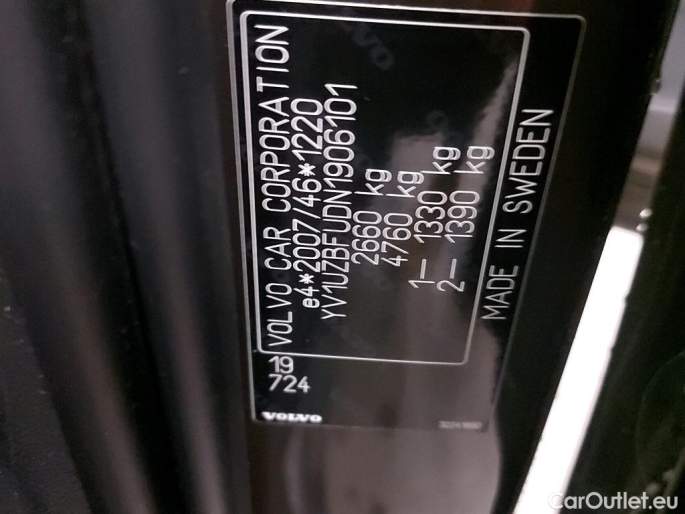 VOLVO CAR CORPORATION
e4*2007/46*1220
YV1UZBFUDN1906101
2660 kg
4760 kg
1– 1330 kg
2– 1390 kg
MADE IN SWEDEN
19
724
VOLVO
CarOutlet.eu